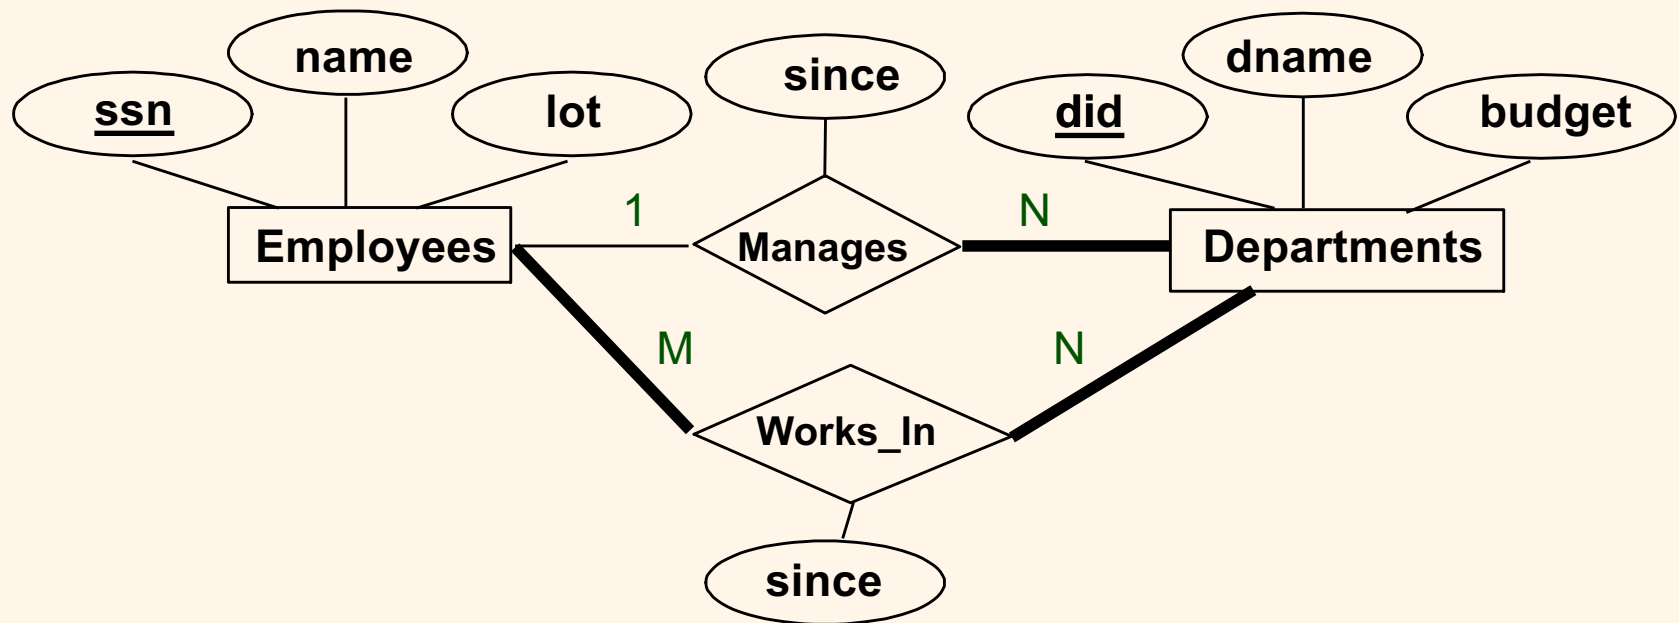 name
since
dname
ssn
lot
did
budget
1
N
Employees
Manages
Departments
M
N
Works_In
since